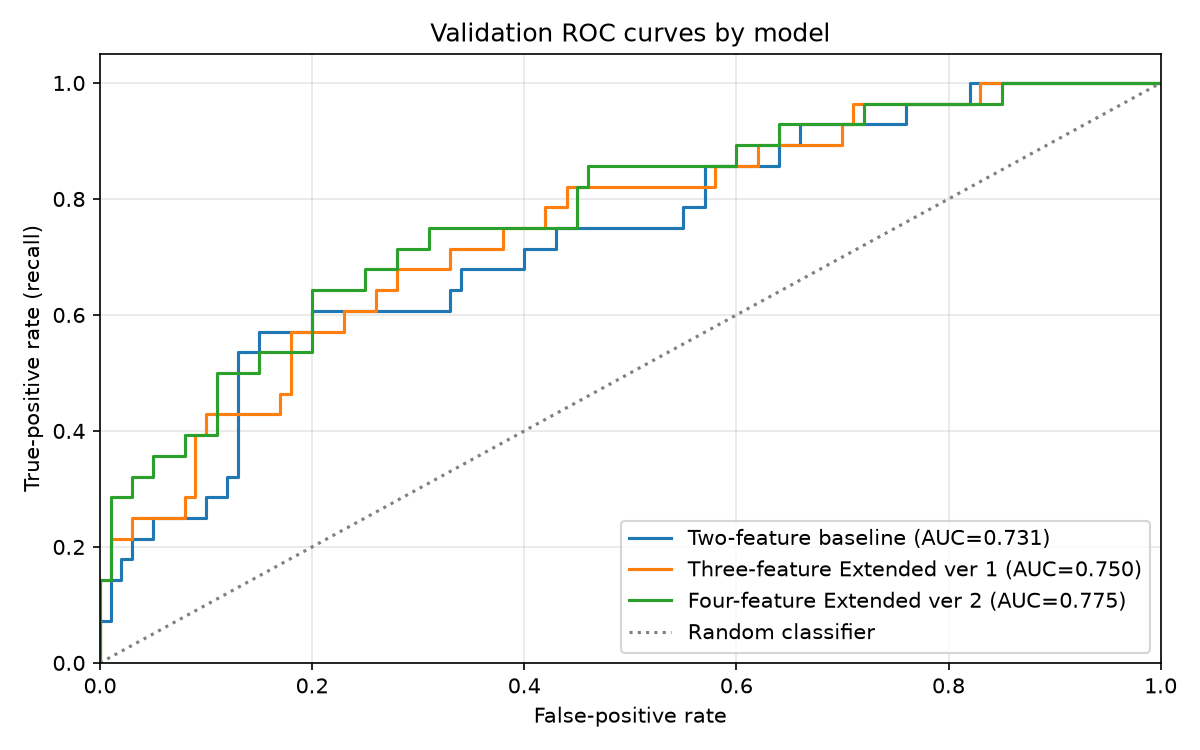 Validation ROC curves by model
True-positive rate (recall)
1.0
0.8
0.6
0.4
0.2
0.0
Two-feature baseline (AUC=0.731)
Three-feature Extended ver 1 (AUC=0.750)
Four-feature Extended ver 2 (AUC=0.775)
Random classifier
0.0 0.2 0.4 0.6 0.8 1.0
False-positive rate